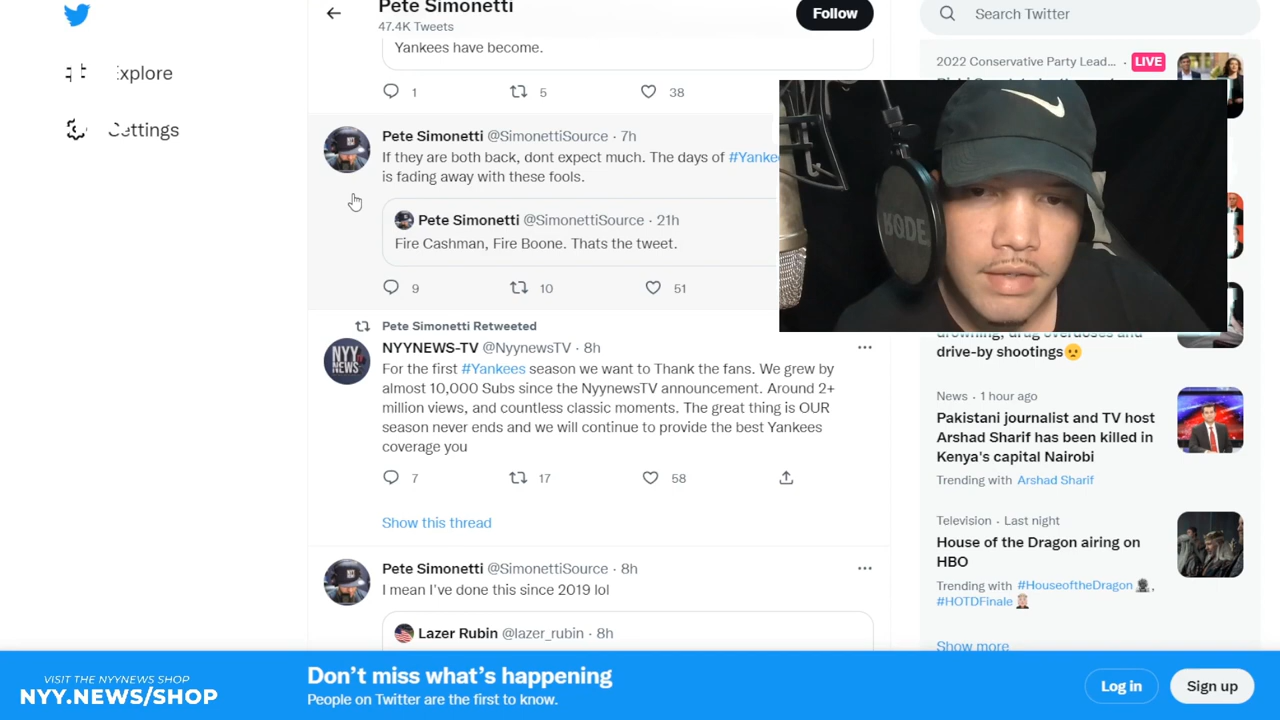 Pete Simonetti
47.4K Tweets
Follow
Search Twitter
Explore
Settings
Yankees have become.
1 5 38
Pete Simonetti @SimonettiSource · 7h
If they are both back, dont expect much. The days of #Yanke
is fading away with these fools.
Pete Simonetti @SimonettiSource · 21h
Fire Cashman, Fire Boone. Thats the tweet.
9 10 51
Pete Simonetti Retweeted
NYYNEWS-TV @NyynewsTV · 8h
For the first #Yankees season we want to Thank the fans. We grew by
almost 10,000 Subs since the NyynewsTV announcement. Around 2+
million views, and countless classic moments. The great thing is OUR
season never ends and we will continue to provide the best Yankees
coverage you
7 17 58
Show this thread
Pete Simonetti @SimonettiSource · 8h
I mean I've done this since 2019 lol
Lazer Rubin @lazer_rubin · 8h
2022 Conservative Party Lead... · LIVE
RODE
NYY
NEWS
drive-by shootings
News · 1 hour ago
Pakistani journalist and TV host
Arshad Sharif has been killed in
Kenya's capital Nairobi
Trending with Arshad Sharif
Television · Last night
House of the Dragon airing on
HBO
Trending with #HouseoftheDragon ,
#HOTDFinale
Show more
VISIT THE NYYNEWS SHOP
NYY.NEWS/SHOP
Don't miss what's happening
People on Twitter are the first to know.
Log in
Sign up